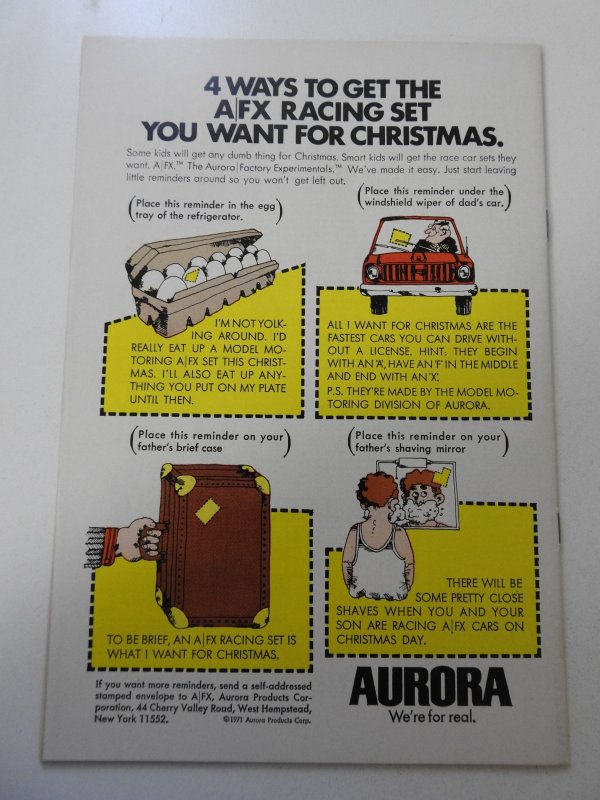 4 WAYS TO GET THE
A|FX RACING SET
YOU WANT FOR CHRISTMAS.
Some kids will get any dumb thing for Christmas. Smart kids will get the race car sets they
want. A|FX.™ The Aurora|Factory Experimentals.™ We've made it easy. Just start leaving
little reminders around so you won't get left out.
(Place this reminder in the egg
tray of the refrigerator.)
I'M NOT YOLK-
ING AROUND. I'D
REALLY EAT UP A MODEL MO-
TORING A|FX SET THIS CHRIST-
MAS. I'LL ALSO EAT UP ANY-
THING YOU PUT ON MY PLATE
UNTIL THEN.
(Place this reminder under the
windshield wiper of dad's car.)
ALL I WANT FOR CHRISTMAS ARE THE
FASTEST CARS YOU CAN DRIVE WITH-
OUT A LICENSE. HINT: THEY BEGIN
WITH AN 'A', HAVE AN 'F' IN THE MIDDLE
AND END WITH AN 'X'.
P.S. THEY'RE MADE BY THE MODEL MO-
TORING DIVISION OF AURORA.
(Place this reminder on your
father's brief case)
TO BE BRIEF, AN A|FX RACING SET IS
WHAT I WANT FOR CHRISTMAS.
(Place this reminder on your
father's shaving mirror)
THERE WILL BE
SOME PRETTY CLOSE
SHAVES WHEN YOU AND YOUR
SON ARE RACING A|FX CARS ON
CHRISTMAS DAY.
If you want more reminders, send a self-addressed
stamped envelope to A|FX, Aurora Products Cor-
poration, 44 Cherry Valley Road, West Hempstead,
New York 11552. ©1971 Aurora Products Corp.
AURORA
We're for real.